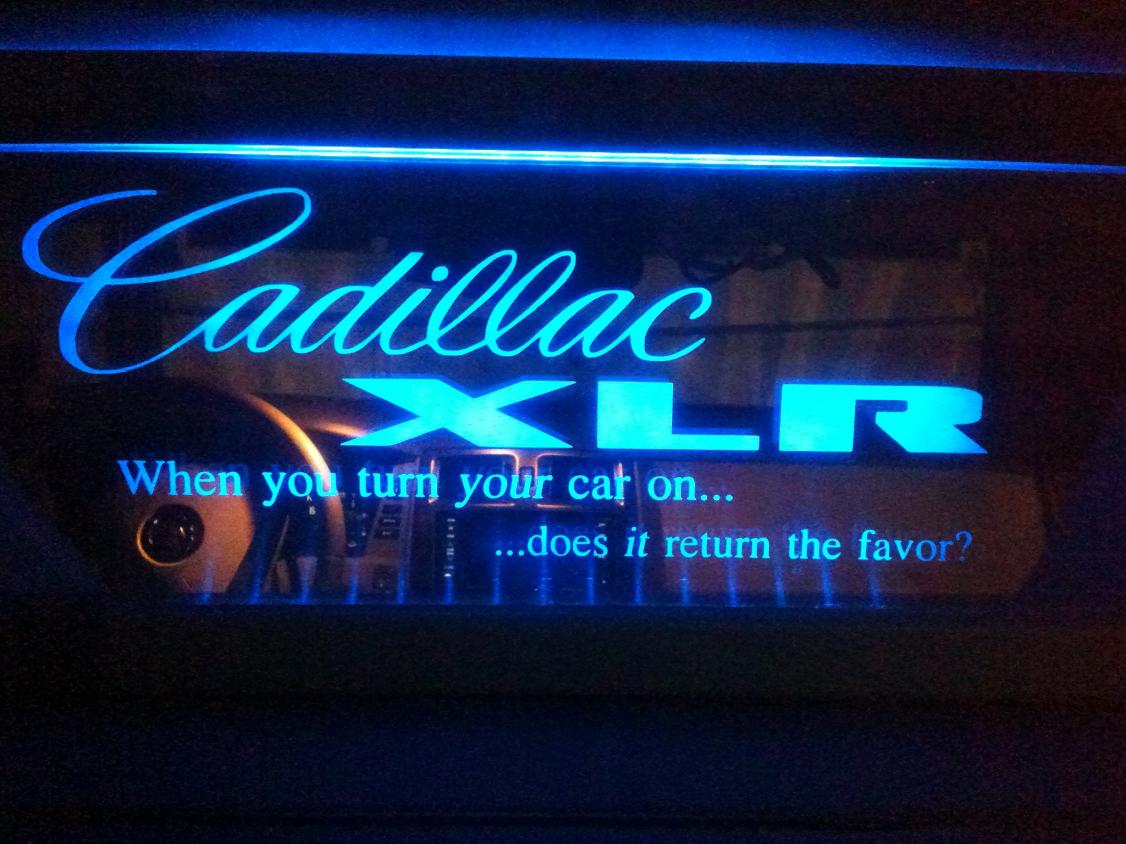 Cadillac
XLR
When you turn your car on...
...does it return the favor?